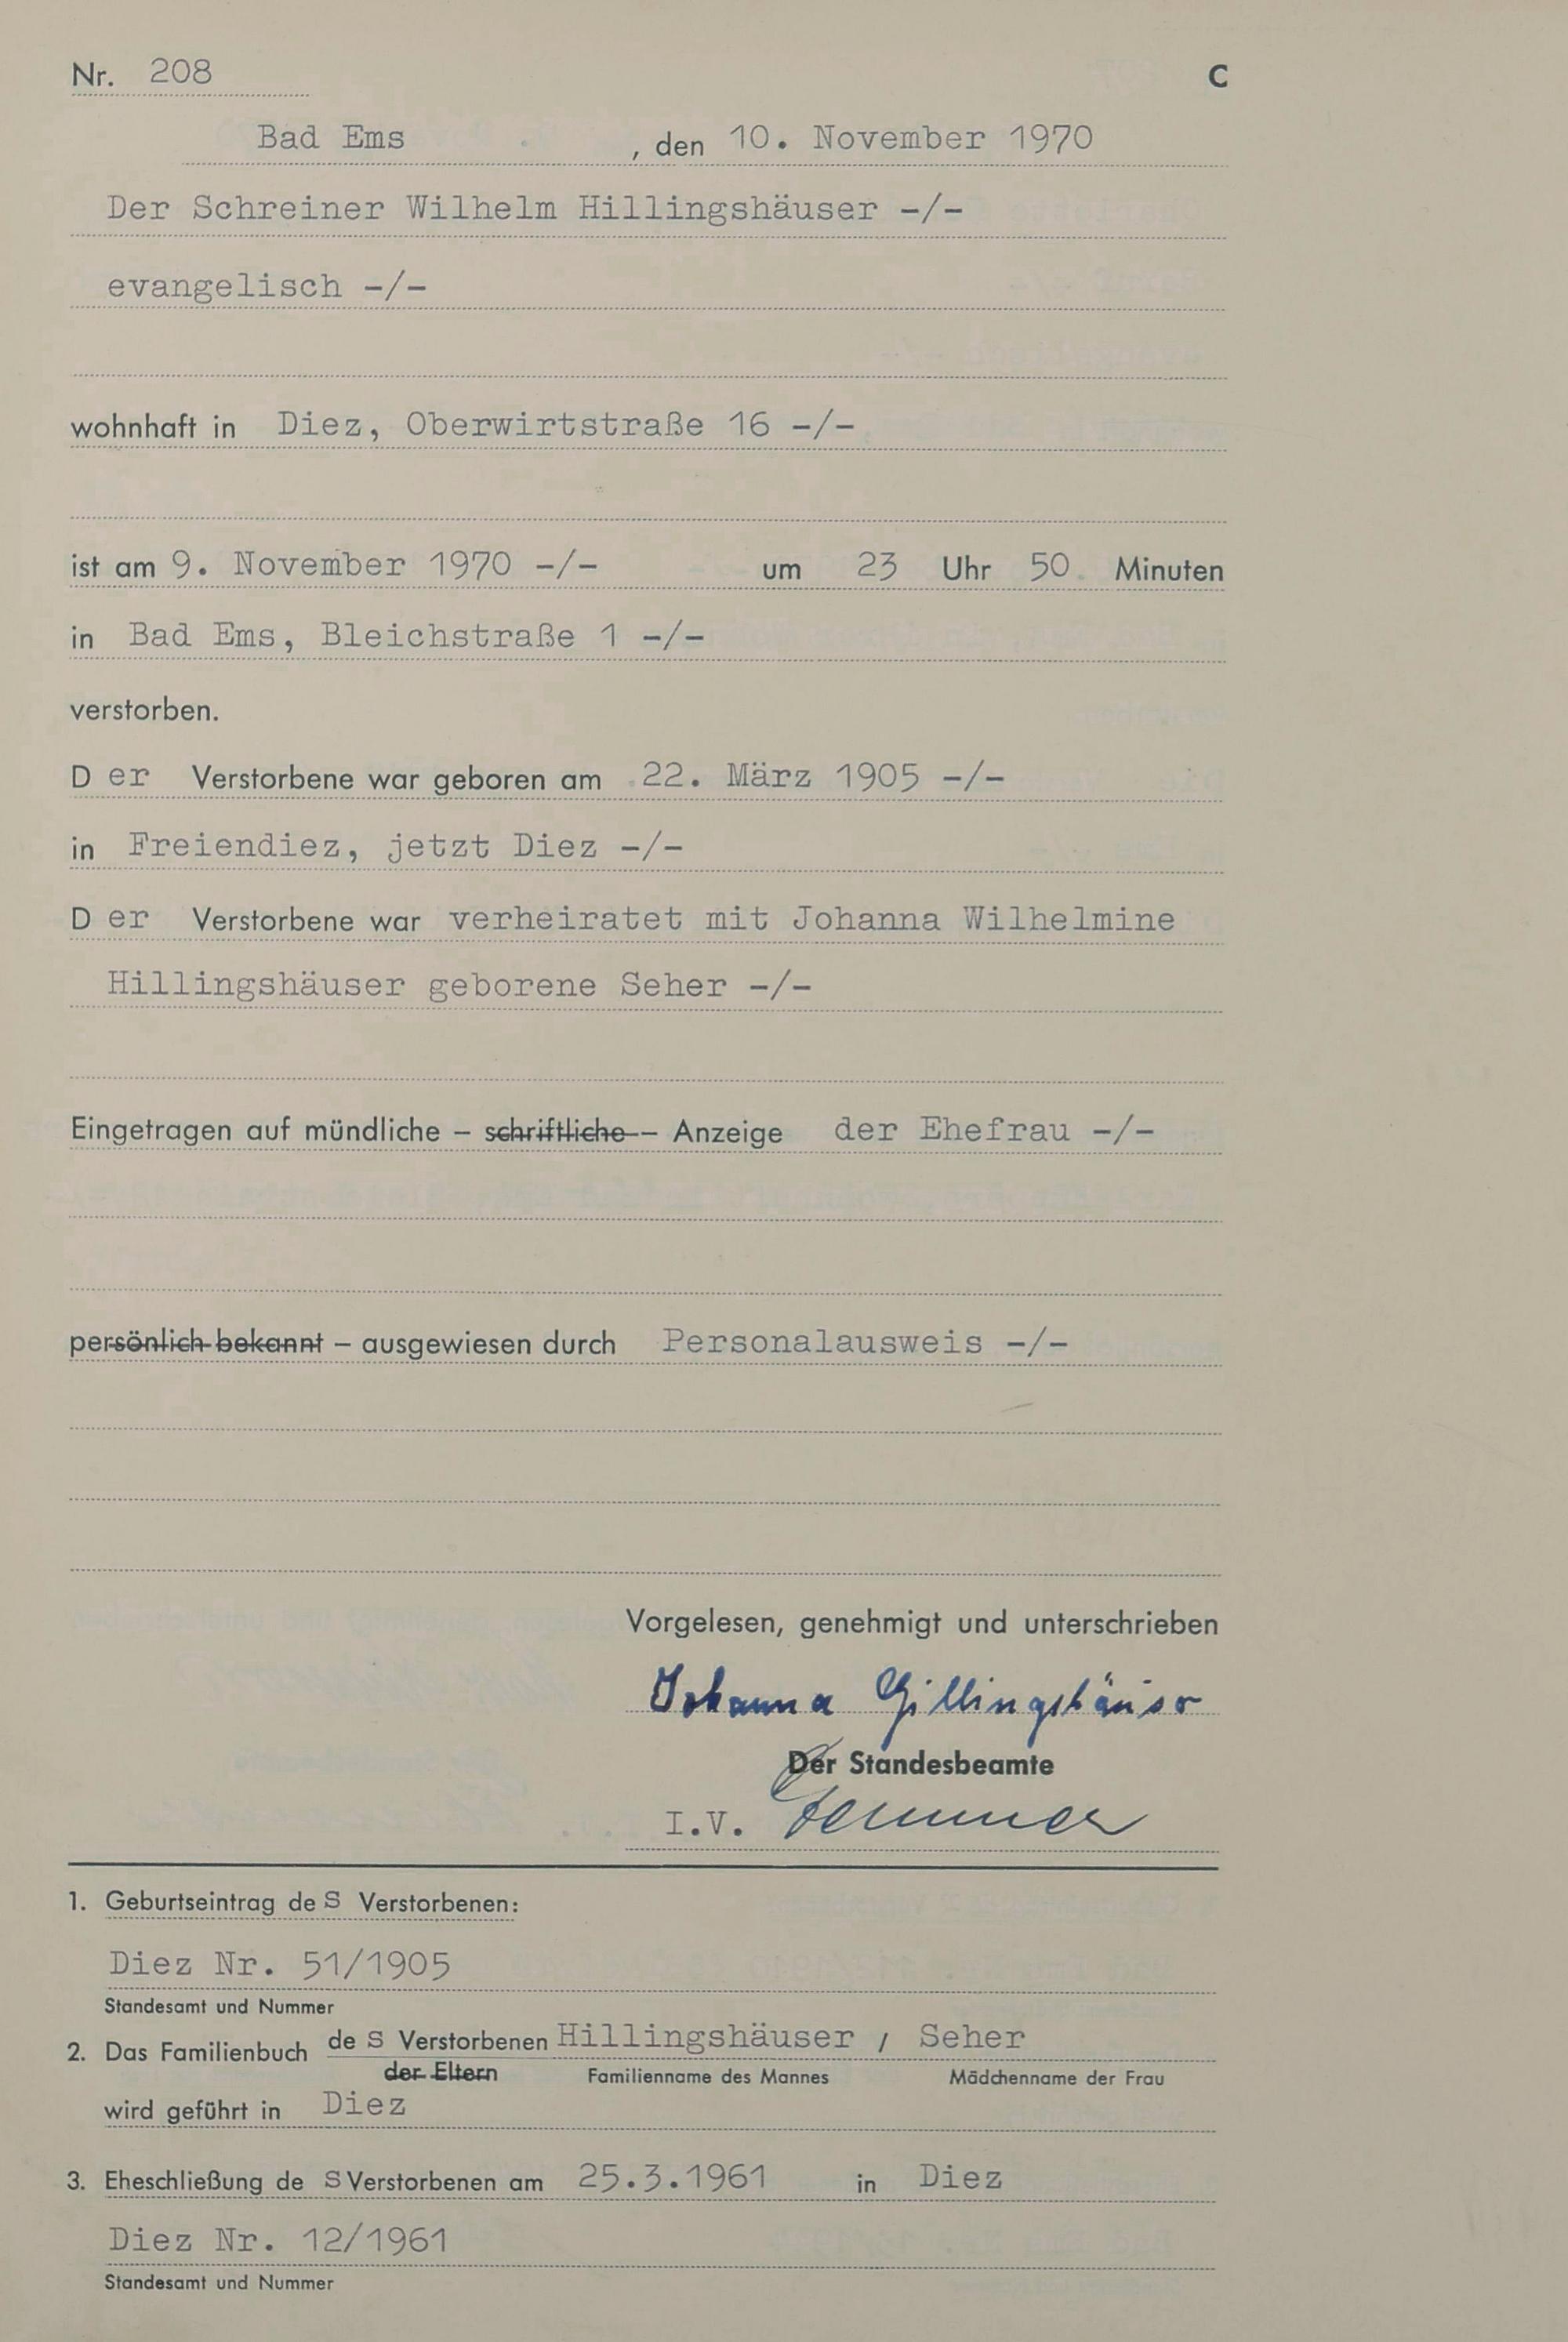 Nr. 208 C
Bad Ems , den 10. November 1970
Der Schreiner Wilhelm Hillingshäuser -/-
evangelisch -/-
wohnhaft in Diez, Oberwirtstraße 16 -/-
ist am 9. November 1970 -/- um 23 Uhr 50 Minuten
in Bad Ems, Bleichstraße 1 -/-
verstorben.
D er Verstorbene war geboren am 22. März 1905 -/-
in Freiendiez, jetzt Diez -/-
D er Verstorbene war verheiratet mit Johanna Wilhelmine
Hillingshäuser geborene Seher -/-
Eingetragen auf mündliche – schriftliche – Anzeige der Ehefrau -/-
persönlich bekannt – ausgewiesen durch Personalausweis -/-
Vorgelesen, genehmigt und unterschrieben
Johanna Hillingshäuser
Der Standesbeamte
I.V.
1. Geburtseintrag de s Verstorbenen:
Diez Nr. 51/1905
Standesamt und Nummer
2. Das Familienbuch de s Verstorbenen Hillingshäuser / Seher
der Eltern Familienname des Mannes Mädchenname der Frau
wird geführt in Diez
3. Eheschließung de s Verstorbenen am 25.3.1961 in Diez
Diez Nr. 12/1961
Standesamt und Nummer